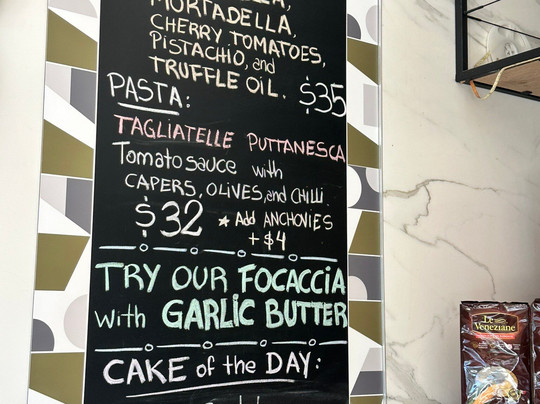 MORTADELLA,
CHERRY TOMATOES,
PISTACHIO, and
TRUFFLE OIL. $35
PASTA:
TAGLIATELLE PUTTANESCA
Tomato sauce with
CAPERS, OLIVES, and CHILLI.
$32 ★ Add ANCHOVIES
+ $4
TRY OUR FOCACCIA
with GARLIC BUTTER
CAKE of the DAY:
Le
Veneziane